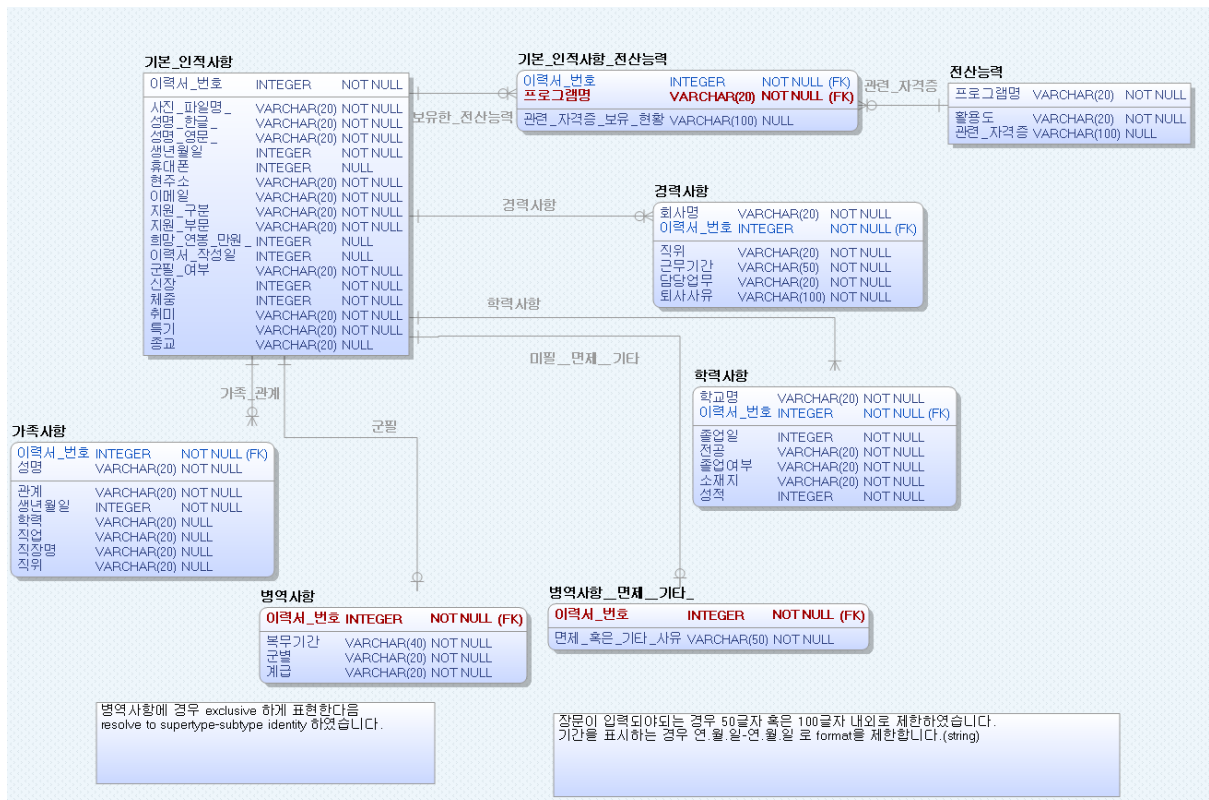 기본_인적사항
이력서_번호 INTEGER NOT NULL
사진_파일명_ VARCHAR(20) NOT NULL
성명_한글_ VARCHAR(20) NOT NULL
성명_영문_ VARCHAR(20) NOT NULL
생년월일 INTEGER NOT NULL
휴대폰 INTEGER NULL
현주소 VARCHAR(20) NOT NULL
이메일 VARCHAR(20) NOT NULL
지원_구분 VARCHAR(20) NOT NULL
지원_부문 VARCHAR(20) NOT NULL
희망_연봉_만원_ INTEGER NULL
이력서_작성일 INTEGER NULL
군필_여부 VARCHAR(20) NOT NULL
신장 INTEGER NOT NULL
체중 INTEGER NOT NULL
취미 VARCHAR(20) NOT NULL
특기 VARCHAR(20) NOT NULL
종교 VARCHAR(20) NULL
보유한_전산능력
기본_인적사항_전산능력
이력서_번호 INTEGER NOT NULL (FK)
프로그램명 VARCHAR(20) NOT NULL (FK)
관련_자격증_보유_현황 VARCHAR(100) NULL
관련_자격증
전산능력
프로그램명 VARCHAR(20) NOT NULL
활용도 VARCHAR(20) NOT NULL
관련_자격증 VARCHAR(100) NULL
경력사항
경력사항
회사명 VARCHAR(20) NOT NULL
이력서_번호 INTEGER NOT NULL (FK)
직위 VARCHAR(20) NOT NULL
근무기간 VARCHAR(50) NOT NULL
담당업무 VARCHAR(20) NOT NULL
퇴사사유 VARCHAR(100) NOT NULL
학력사항
미필__면제__기타
학력사항
학교명 VARCHAR(20) NOT NULL
이력서_번호 INTEGER NOT NULL (FK)
졸업일 INTEGER NOT NULL
전공 VARCHAR(20) NOT NULL
졸업여부 VARCHAR(20) NOT NULL
소재지 VARCHAR(20) NOT NULL
성적 INTEGER NOT NULL
가족_관계
군필
가족사항
이력서_번호 INTEGER NOT NULL (FK)
성명 VARCHAR(20) NOT NULL
관계 VARCHAR(20) NOT NULL
생년월일 INTEGER NOT NULL
학력 VARCHAR(20) NULL
직업 VARCHAR(20) NULL
직장명 VARCHAR(20) NULL
직위 VARCHAR(20) NULL
병역사항
이력서_번호 INTEGER NOT NULL (FK)
복무기간 VARCHAR(40) NOT NULL
군별 VARCHAR(20) NOT NULL
계급 VARCHAR(20) NOT NULL
병역사항__면제__기타_
이력서_번호 INTEGER NOT NULL (FK)
면제_혹은_기타_사유 VARCHAR(50) NOT NULL
병역사항에 경우 exclusive 하게 표현한다음
resolve to supertype-subtype identity 하였습니다.
장문이 입력되야되는 경우 50글자 혹은 100글자 내외로 제한하였습니다.
기간을 표시하는 경우 연.월.일-연.월.일 로 format을 제한합니다.(string)